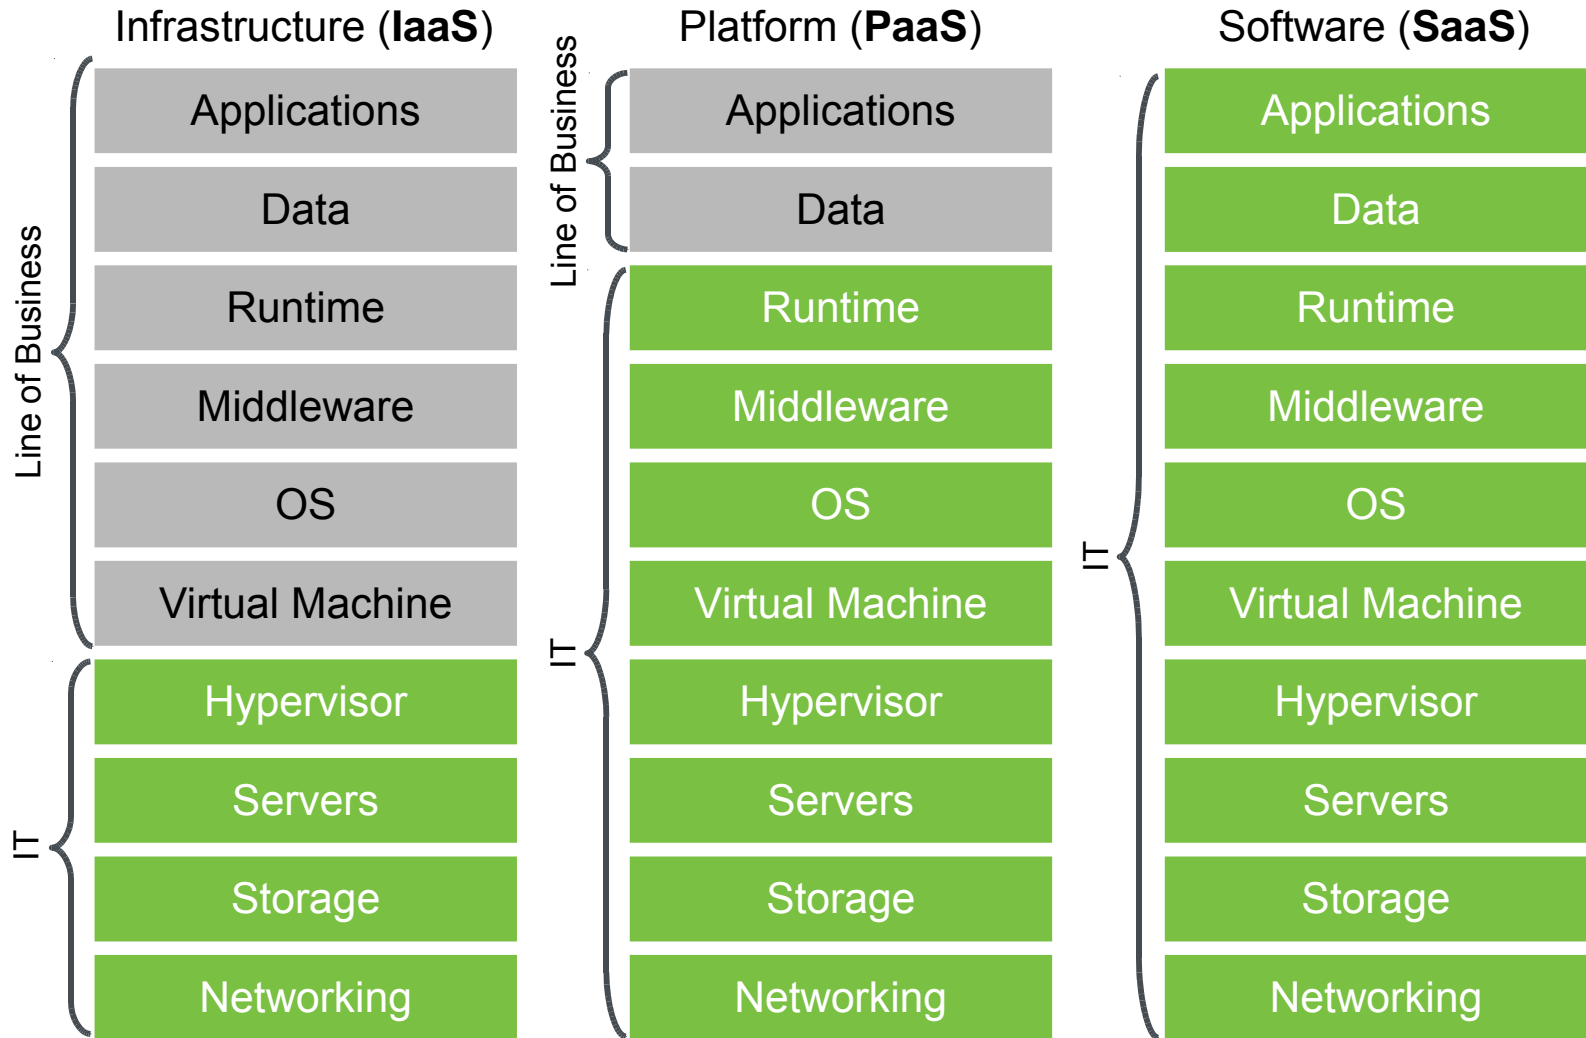 Infrastructure (IaaS)
Line of Business
Applications
Data
Runtime
Middleware
OS
Virtual Machine
IT
Hypervisor
Servers
Storage
Networking
Platform (PaaS)
Line of Business
Applications
Data
IT
Runtime
Middleware
OS
Virtual Machine
Hypervisor
Servers
Storage
Networking
Software (SaaS)
IT
Applications
Data
Runtime
Middleware
OS
Virtual Machine
Hypervisor
Servers
Storage
Networking